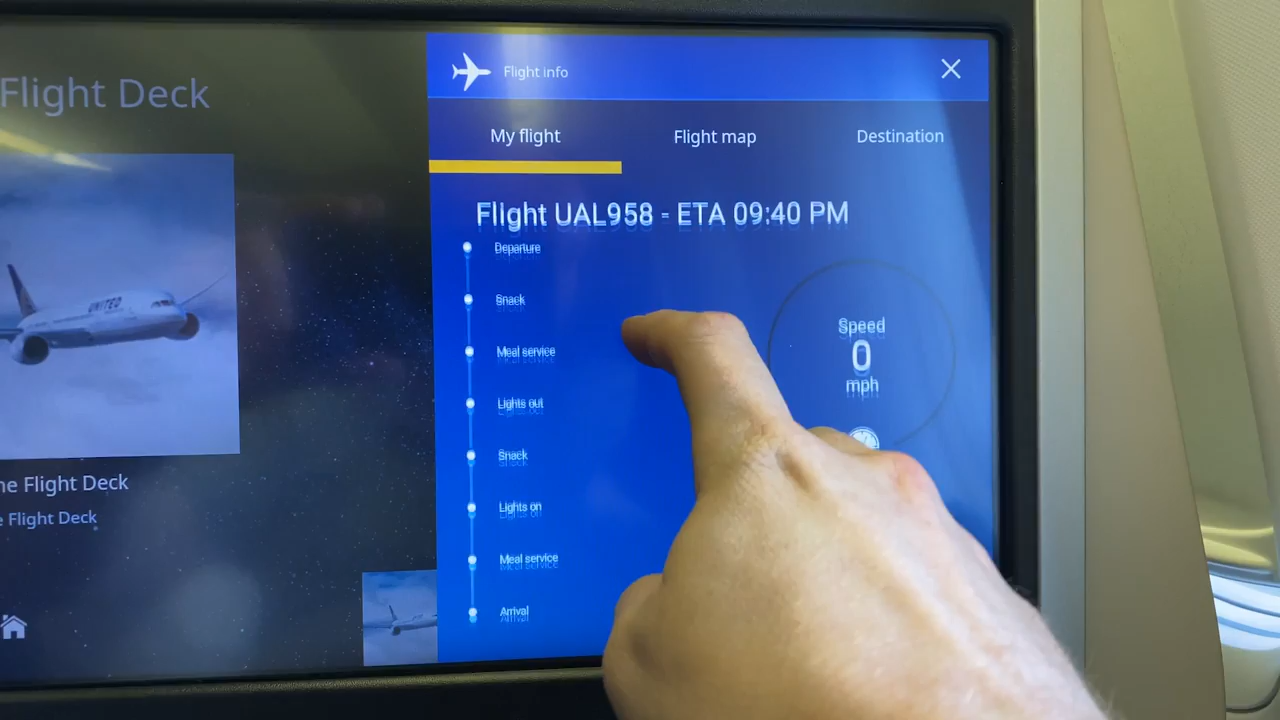 Flight Deck
UNITED
he Flight Deck
e Flight Deck
Flight info
My flight
Flight map
Destination
Flight UAL958 - ETA 09:40 PM
Departure
Snack
Meal service
Lights out
Snack
Lights on
Meal service
Arrival
Speed
0
mph